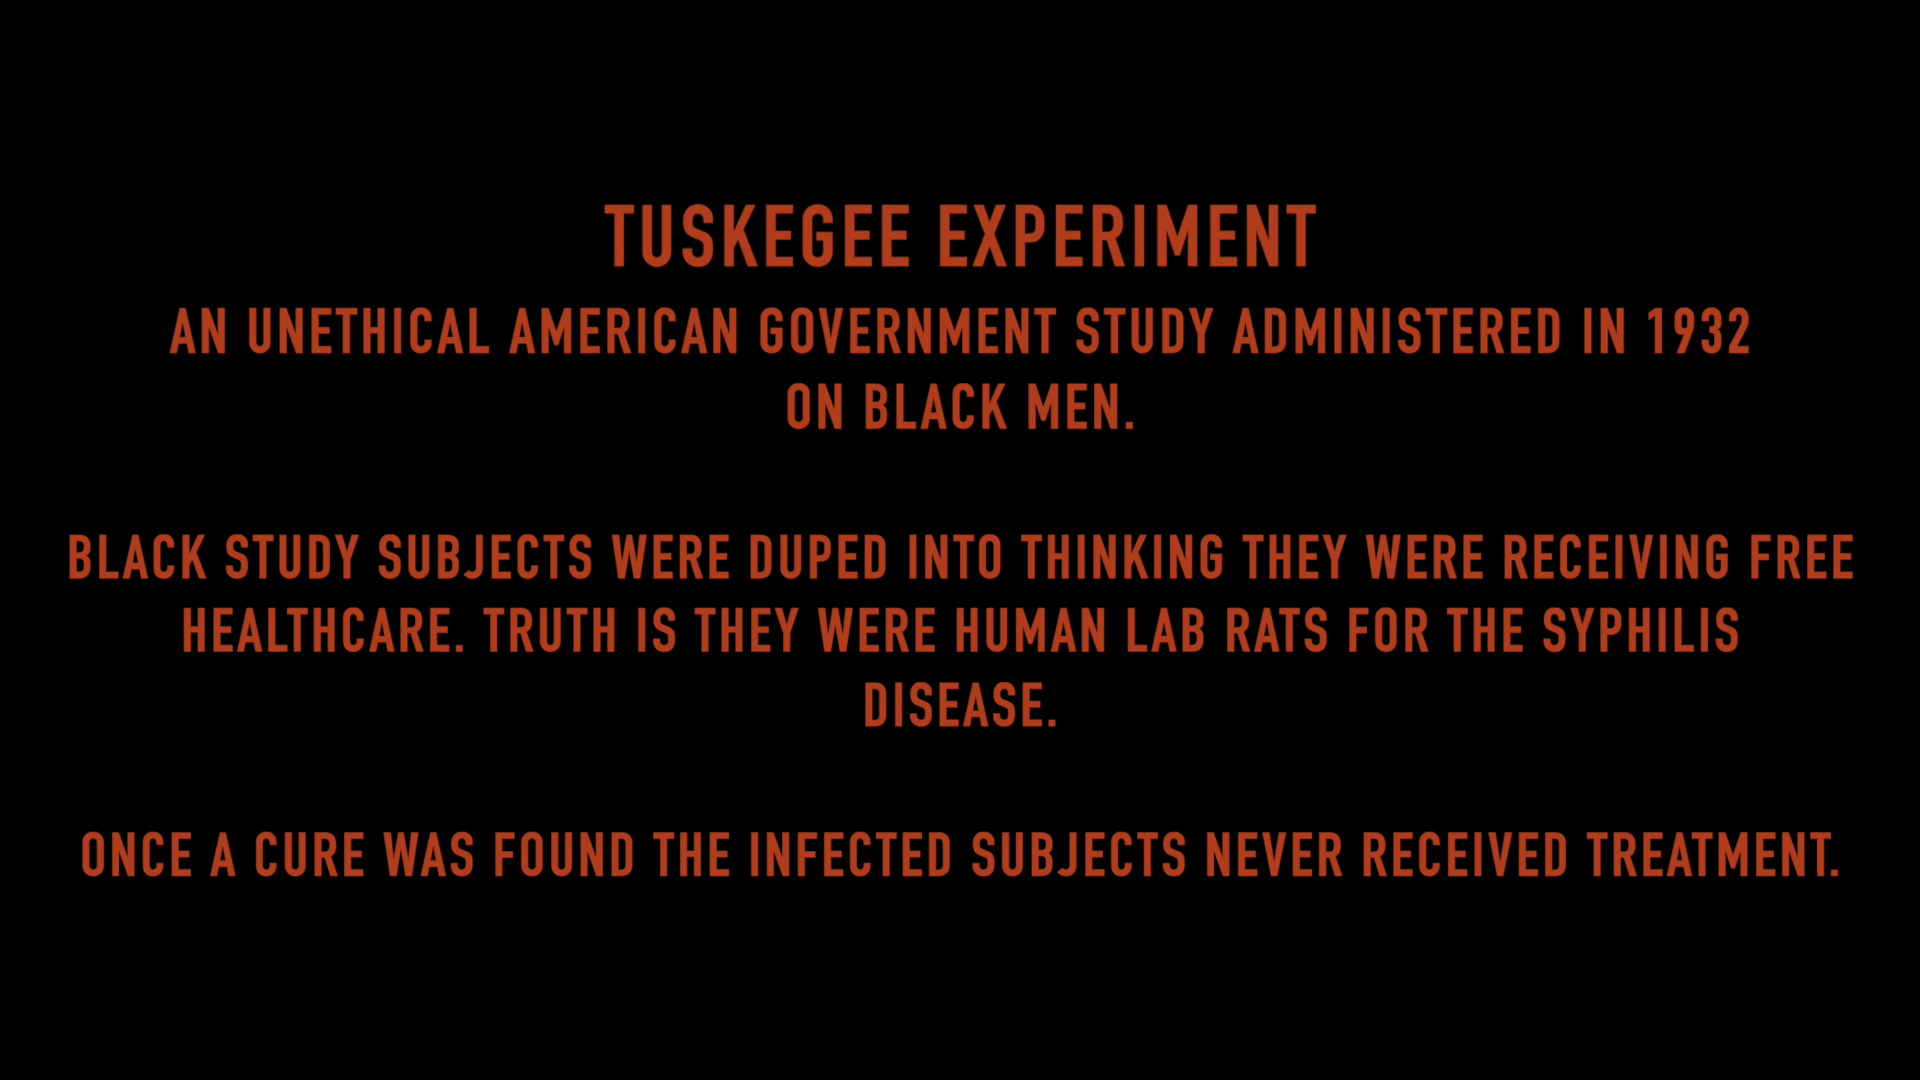 TUSKEGEE EXPERIMENT
AN UNETHICAL AMERICAN GOVERNMENT STUDY ADMINISTERED IN 1932
ON BLACK MEN.
BLACK STUDY SUBJECTS WERE DUPED INTO THINKING THEY WERE RECEIVING FREE
HEALTHCARE. TRUTH IS THEY WERE HUMAN LAB RATS FOR THE SYPHILIS
DISEASE.
ONCE A CURE WAS FOUND THE INFECTED SUBJECTS NEVER RECEIVED TREATMENT.